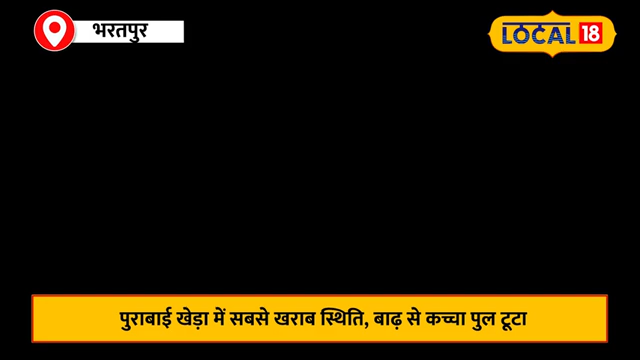 भरतपुर
LOCAL 18
पुराबाई खेड़ा में सबसे खराब स्थिति, बाढ़ से कच्चा पुल टूटा